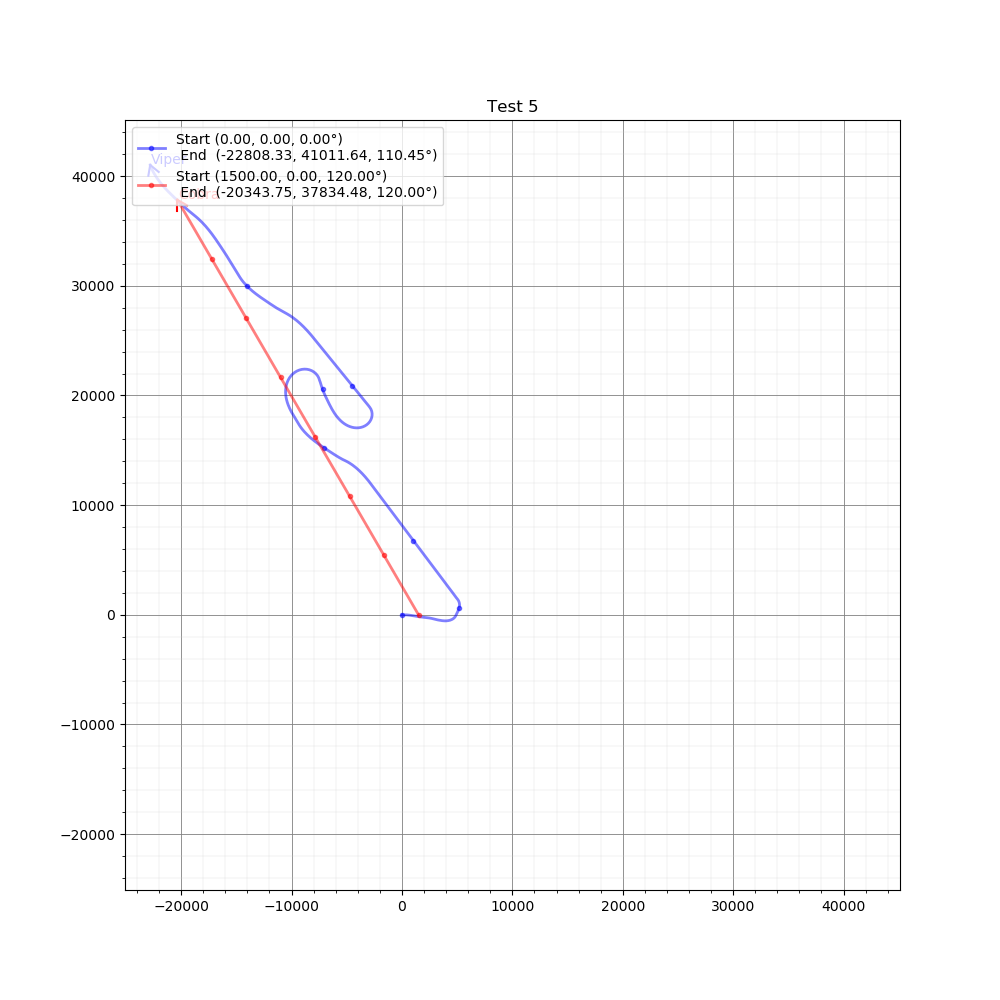 Test 5
Start (0.00, 0.00, 0.00°)
End (-22808.33, 41011.64, 110.45°)
Start (1500.00, 0.00, 120.00°)
End (-20343.75, 37834.48, 120.00°)
Viper
40000
30000
20000
10000
0
−10000
−20000
−20000 −10000 0 10000 20000 30000 40000